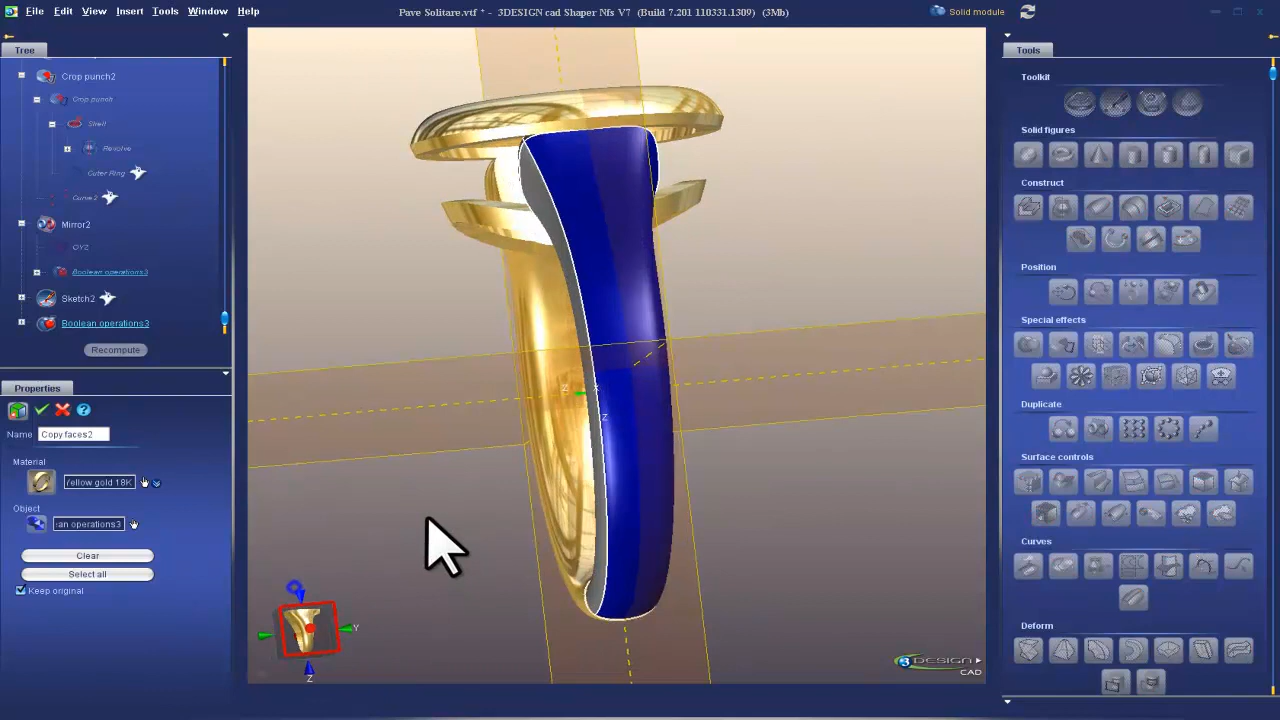 File Edit View Insert Tools Window Help
Pave Solitare.vtf * - 3DESIGN cad Shaper Nfs V7 (Build 7.201 110331.1309) (3Mb)
Solid module
Tree
Crop punch2
Crop punch
Shell
Revolve
Outer Ring
Curve2
Mirror2
OYZ
Boolean operations3
Sketch2
Boolean operations3
Recompute
Properties
Name Copy faces2
Material
Yellow gold 18K
Object
an operations3
Clear
Select all
Keep original
Z X
Z
Y
Z
3DESIGN
CAD
Tools
Toolkit
Solid figures
Construct
Position
Special effects
Duplicate
Surface controls
Curves
Deform